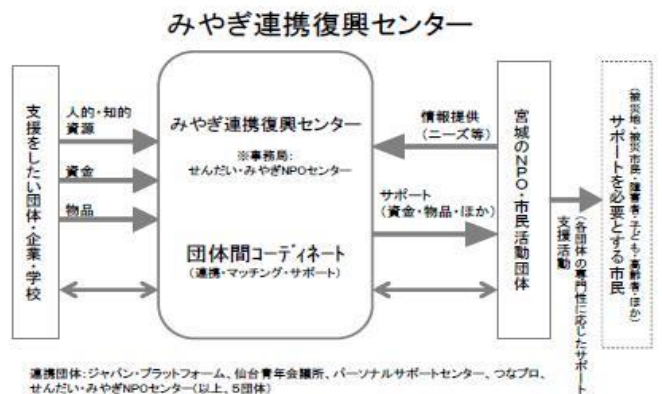 みやぎ連携復興センター
支援をしたい団体・企業・学校
人的・知的
資源
資金
物品
みやぎ連携復興センター
※事務局:
せんだい・みやぎNPOセンター
団体間コーディネート
(連携・マッチング・サポート)
情報提供
(ニーズ等)
サポート
(資金・物品・ほか)
宮城のNPO・市民活動団体
支援活動
(各団体の専門性に応じたサポート
サポートを必要とする市民
(被災地・被災市民・障害者・子ども・高齢者・ほか)
連携団体:ジャパン・プラットフォーム、仙台青年会議所、パーソナルサポートセンター、つなプロ、
せんだい・みやぎNPOセンター(以上、5団体)